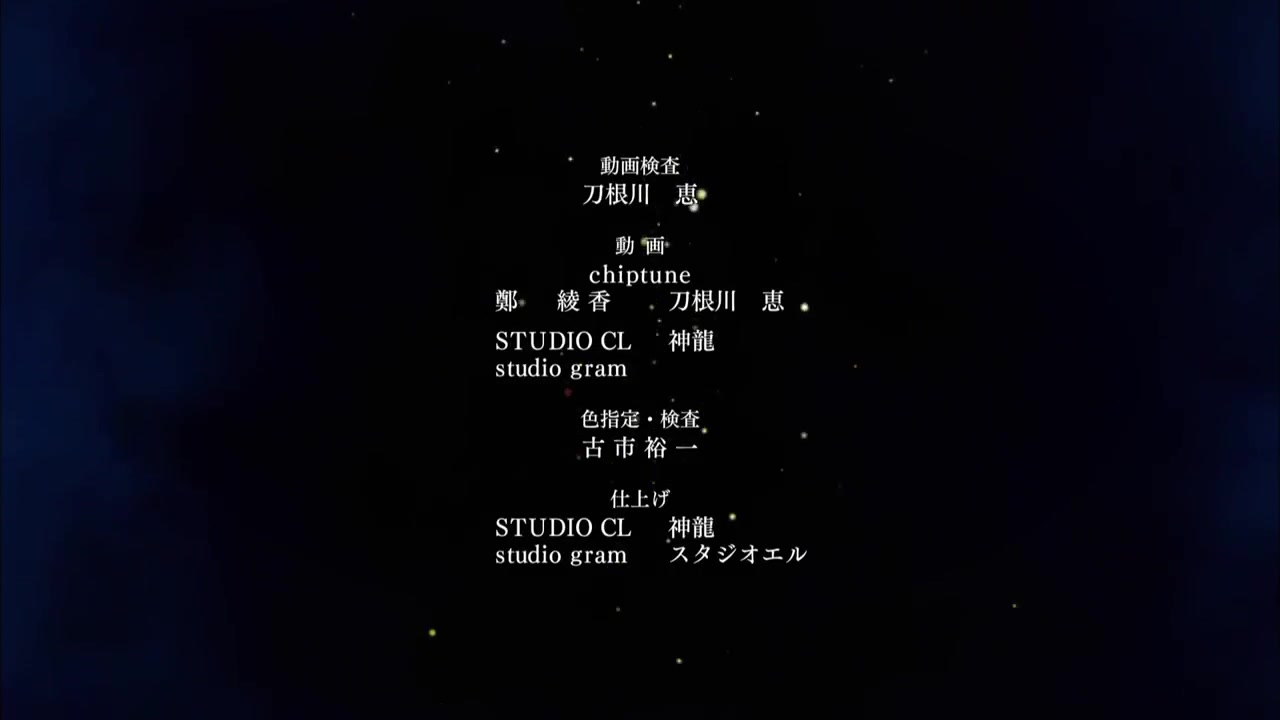 動画検査
刀根川　恵
動 画
chiptune
鄭　綾 香　刀根川　恵
STUDIO CL　神龍
studio gram
色指定・検査
古 市 裕 一
仕上げ
STUDIO CL　神龍
studio gram　スタジオエル